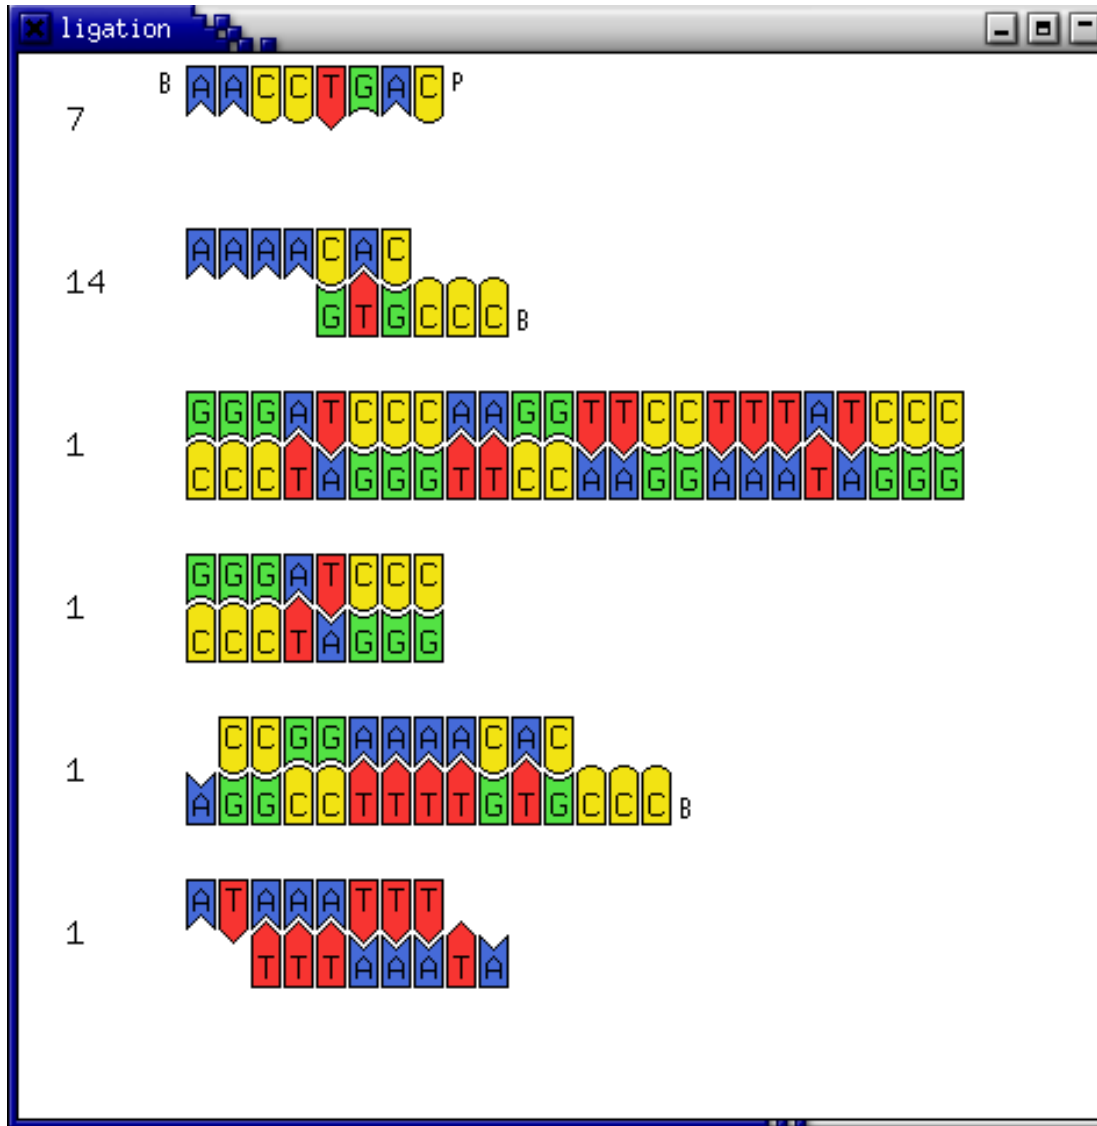 ligation
B AACCTGAC P
7
AAAACAC
14
GTGCCC B
GGGATCCCAAGGTTCCTTTATCCC
1
CCCTAGGGTTCCAAGGAAATAGGG
GGGATCCC
1
CCCTAGGG
CCGGAAAACAC
1
AGGCCTTTTGTGCCC B
ATAAATTT
1
TTTAAATA